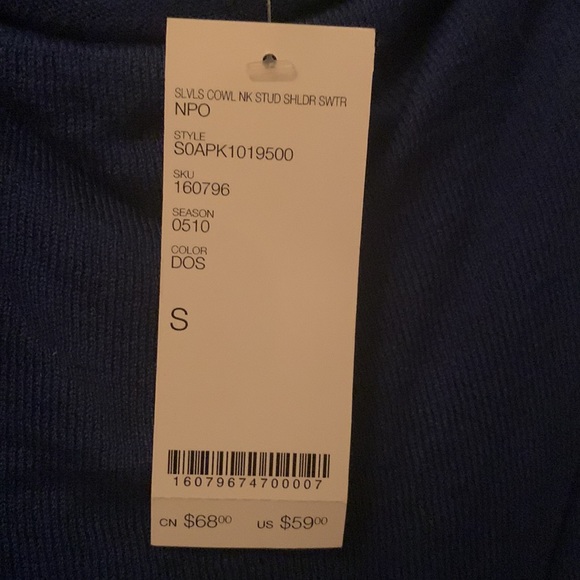 SLVLS COWL NK STUD SHLDR SWTR
NPO
STYLE
S0APK1019500
SKU
160796
SEASON
0510
COLOR
DOS
S
16079674700007
CN $68.00 US $59.00